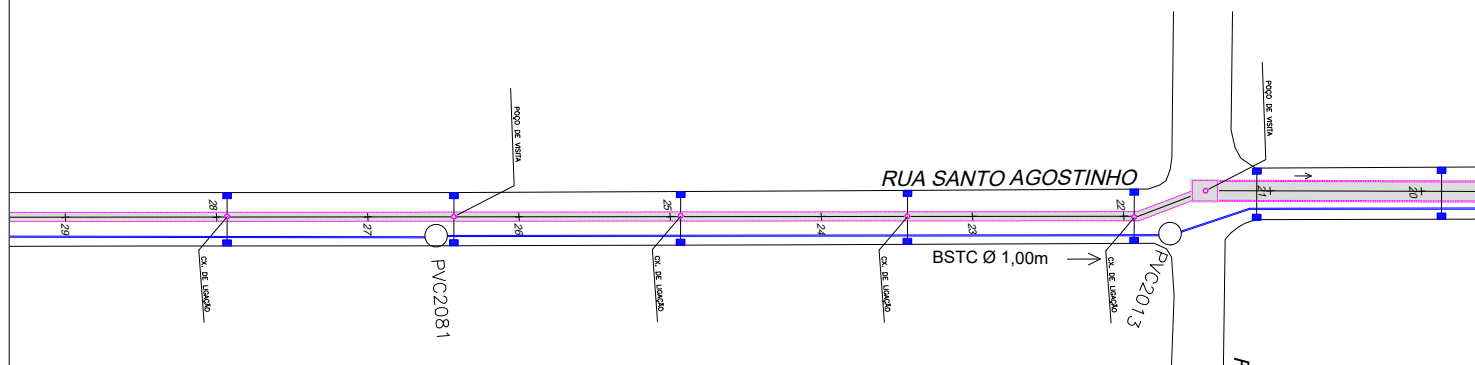 POÇO DE VISITA
POÇO DE VISITA
RUA SANTO AGOSTINHO
29
28
27
26
25
24
23
22
21
20
CX. DE LIGAÇÃO
PVC2081
CX. DE LIGAÇÃO
CX. DE LIGAÇÃO
BSTC Ø 1,00m
CX. DE LIGAÇÃO
PVC2013